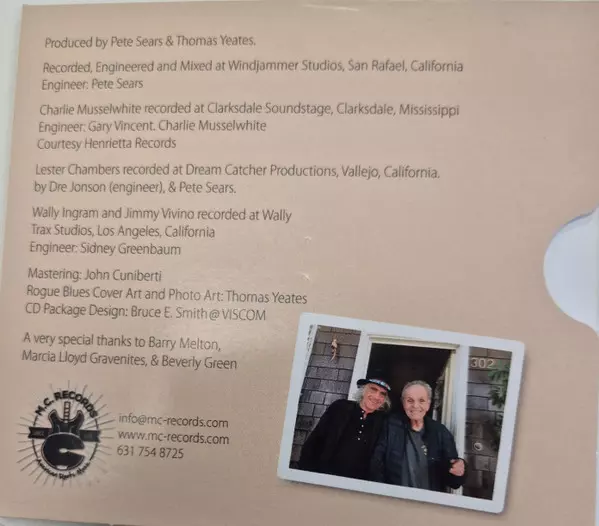 Produced by Pete Sears & Thomas Yeates.
Recorded, Engineered and Mixed at Windjammer Studios, San Rafael, California
Engineer: Pete Sears
Charlie Musselwhite recorded at Clarksdale Soundstage, Clarksdale, Mississippi
Engineer: Gary Vincent. Charlie Musselwhite
Courtesy Henrietta Records
Lester Chambers recorded at Dream Catcher Productions, Vallejo, California.
by Dre Jonson (engineer), & Pete Sears.
Wally Ingram and Jimmy Vivino recorded at Wally
Trax Studios, Los Angeles, California
Engineer: Sidney Greenbaum
Mastering: John Cuniberti
Rogue Blues Cover Art and Photo Art: Thomas Yeates
CD Package Design: Bruce E. Smith @ VISCOM
A very special thanks to Barry Melton,
Marcia Lloyd Gravenites, & Beverly Green
302
M.C. RECORDS
American Roots Music
info@mc-records.com
www.mc-records.com
631 754 8725